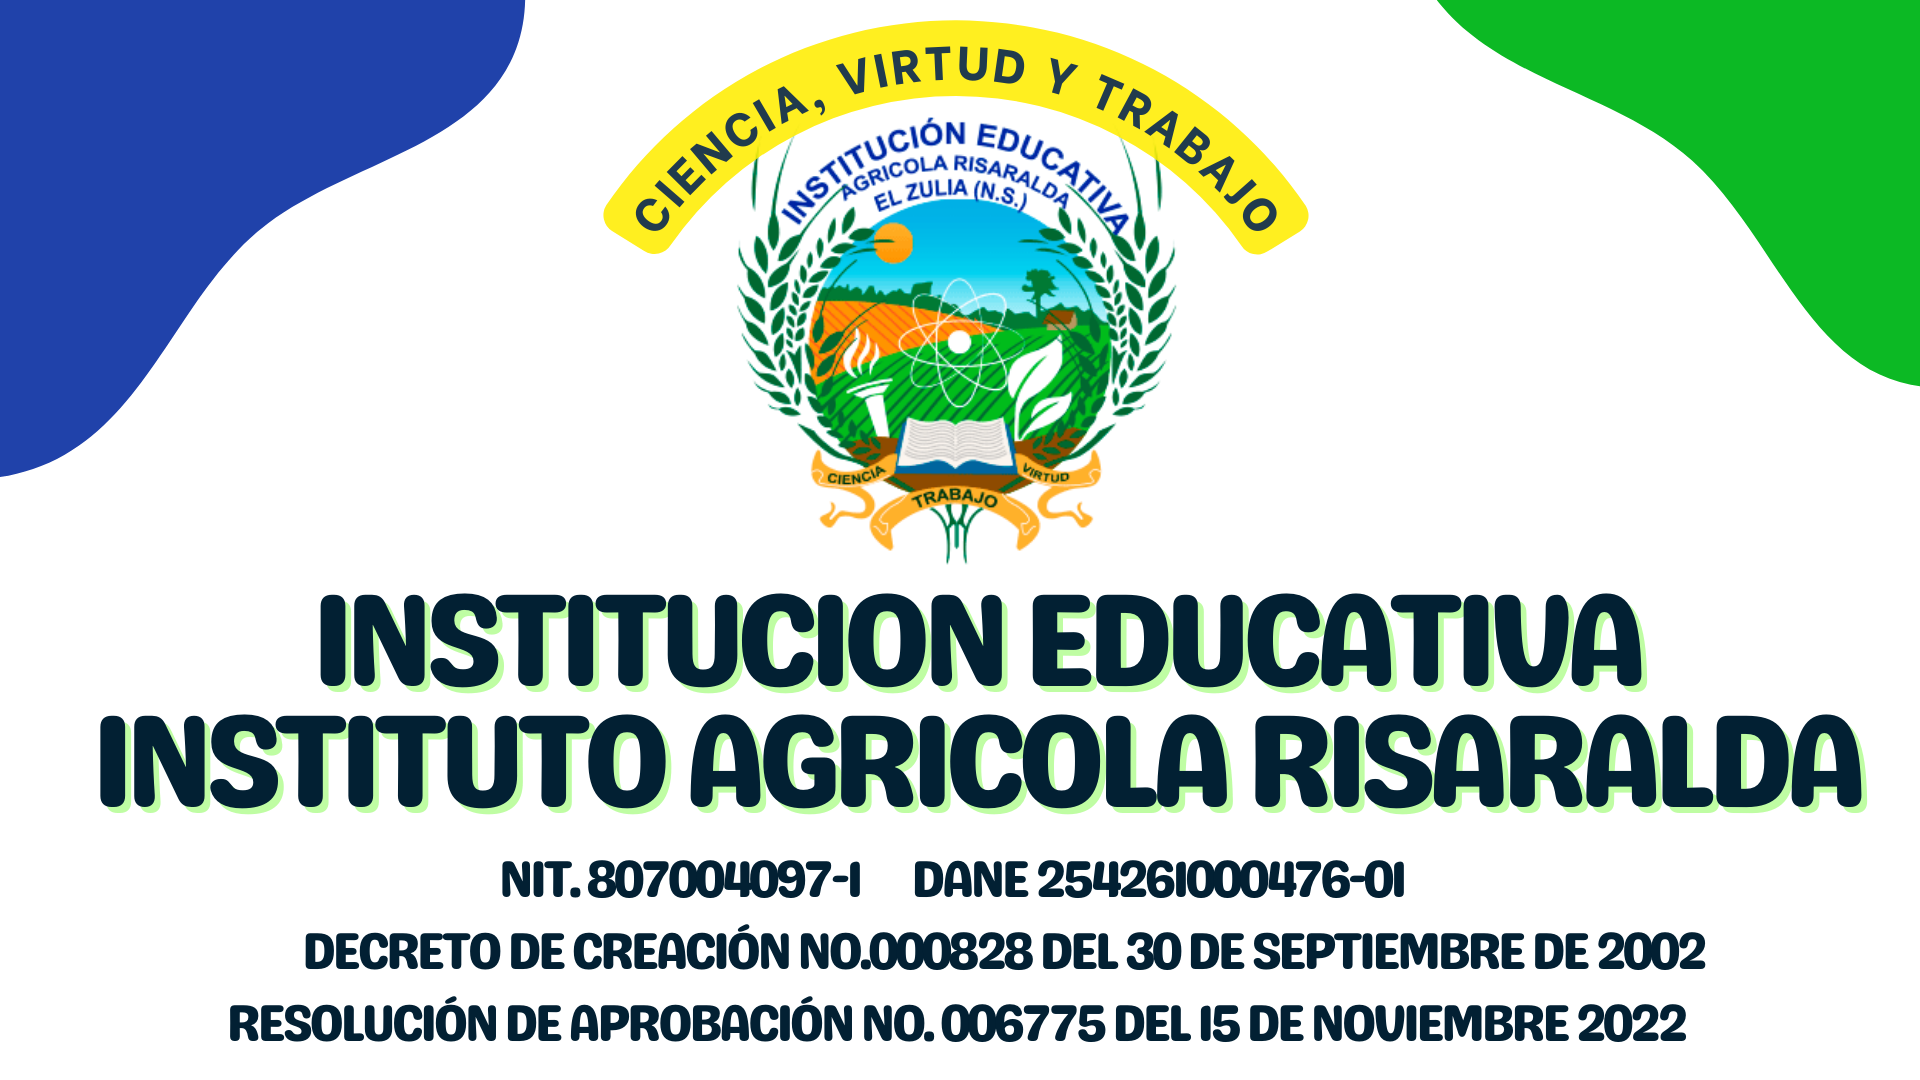 CIENCIA, VIRTUD Y TRABAJO
INSTITUCIÓN EDUCATIVA
AGRICOLA RISARALDA
EL ZULIA (N.S.)
CIENCIA
VIRTUD
TRABAJO
INSTITUCION EDUCATIVA
INSTITUTO AGRICOLA RISARALDA
NIT. 807004097-1 DANE 254261000476-01
DECRETO DE CREACIÓN NO.000828 DEL 30 DE SEPTIEMBRE DE 2002
RESOLUCIÓN DE APROBACIÓN NO. 006775 DEL 15 DE NOVIEMBRE 2022